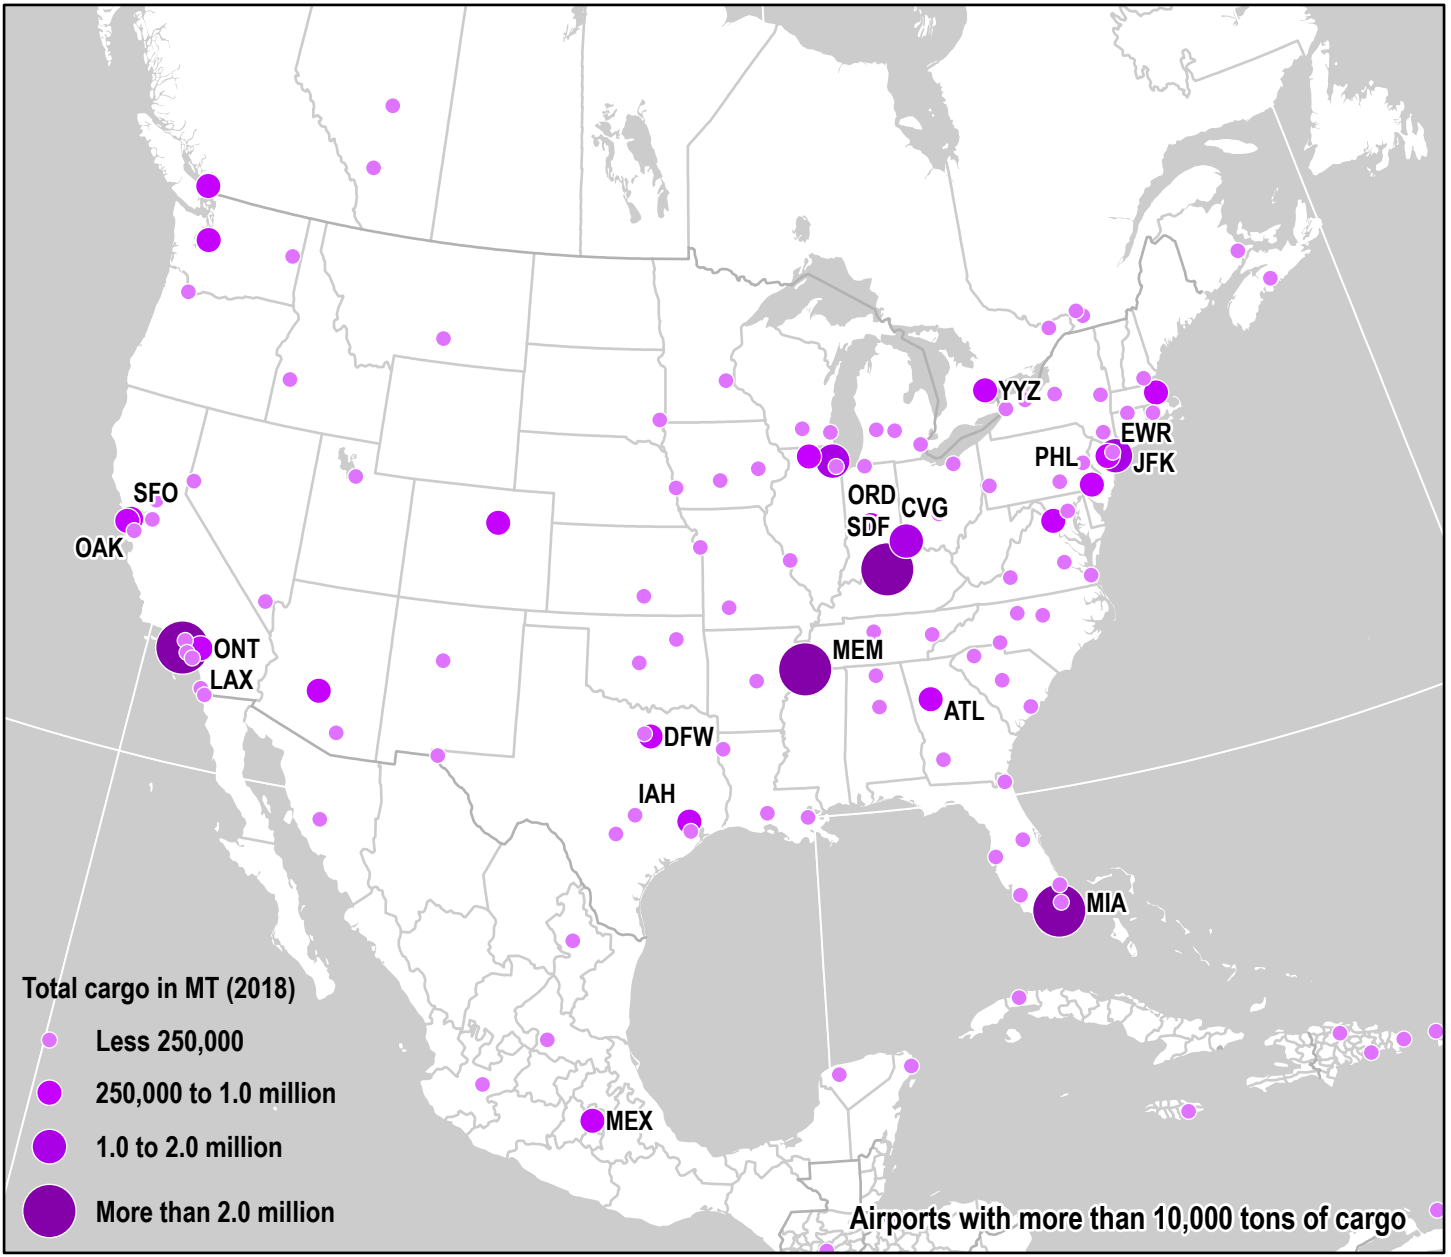 YYZ
EWR
PHL
JFK
SFO
ORD
CVG
SDF
OAK
ONT
MEM
LAX
ATL
DFW
IAH
MIA
Total cargo in MT (2018)
Less 250,000
250,000 to 1.0 million
MEX
1.0 to 2.0 million
More than 2.0 million
Airports with more than 10,000 tons of cargo